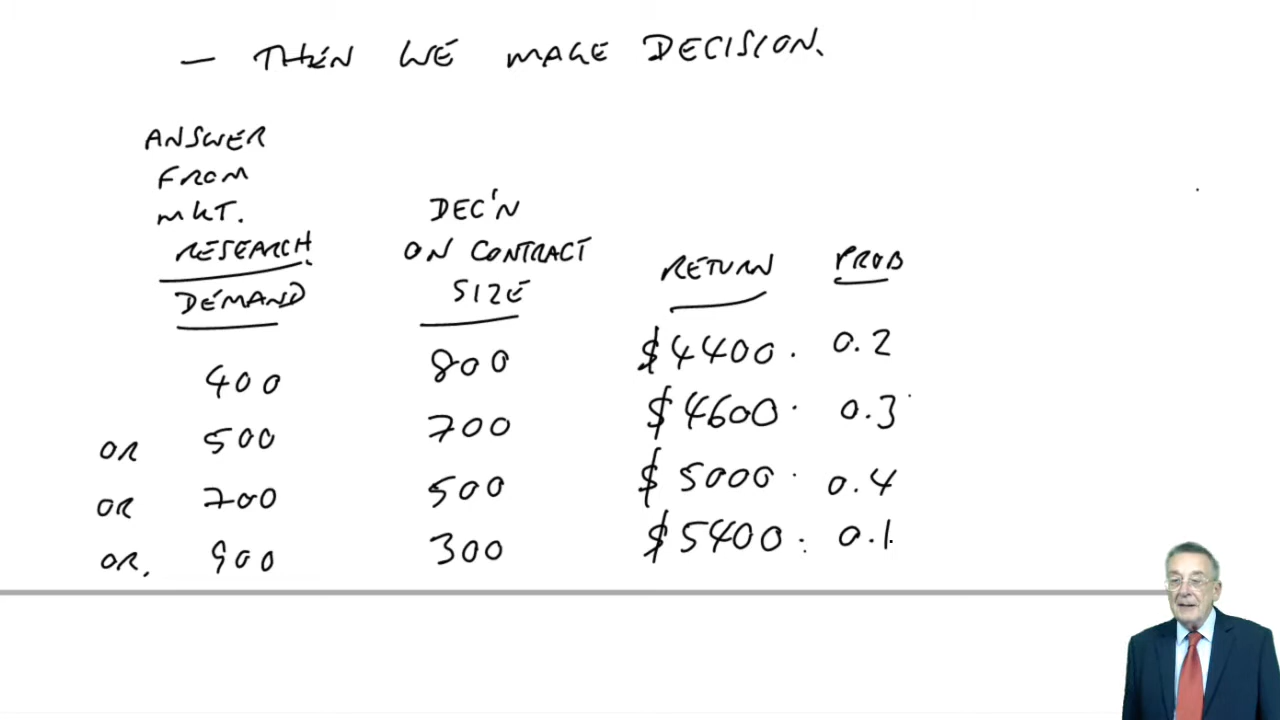 — THEN WE MAKE DECISION.
ANSWER
FROM
MKT.
RESEARCH
DEMAND
DEC'N
ON CONTRACT
SIZE
RETURN PROB
400 800 $4400. 0.2
OR 500 700 $4600. 0.3
OR 700 500 $5000. 0.4
OR. 900 300 $5400. 0.1